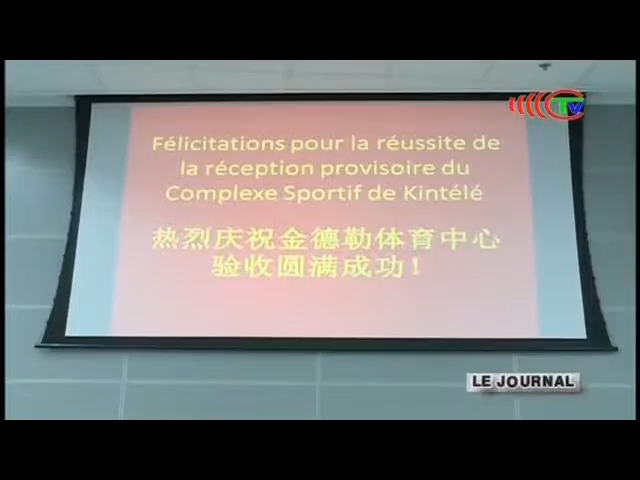 TV
Félicitations pour la réussite de
la réception provisoire du
Complexe Sportif de Kintélé
热烈庆祝金德勒体育中心
验收圆满成功！
LE JOURNAL